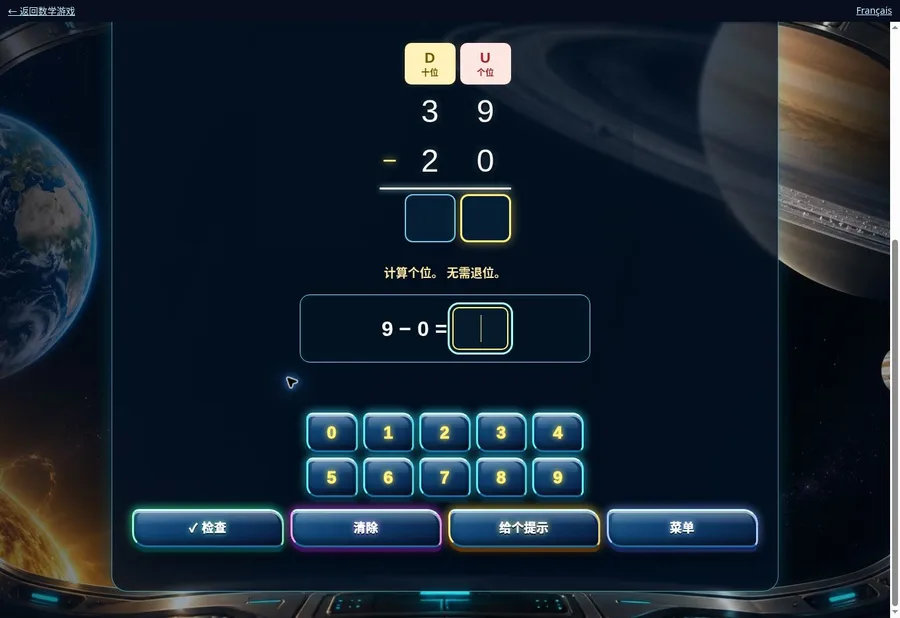 ← 返回数学游戏 Français
D U
十位 个位
3 9
− 2 0
计算个位。 无需退位。
9 − 0 =
0 1 2 3 4
5 6 7 8 9
✓ 检查 清除 给个提示 菜单